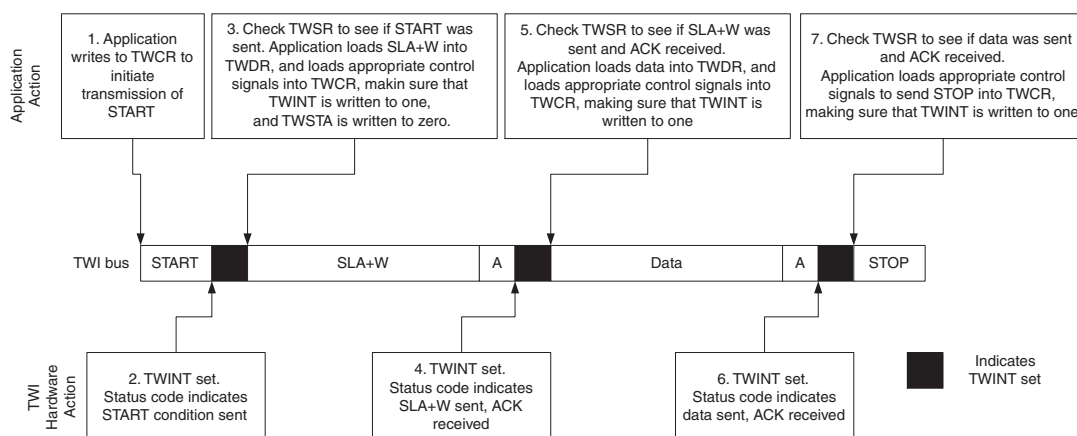 Application
Action
1. Application
writes to TWCR to
initiate
transmission of
START
3. Check TWSR to see if START was
sent. Application loads SLA+W into
TWDR, and loads appropriate control
signals into TWCR, makin sure that
TWINT is written to one,
and TWSTA is written to zero.
5. Check TWSR to see if SLA+W was
sent and ACK received.
Application loads data into TWDR, and
loads appropriate control signals into
TWCR, making sure that TWINT is
written to one
7. Check TWSR to see if data was sent
and ACK received.
Application loads appropriate control
signals to send STOP into TWCR,
making sure that TWINT is written to one
TWI bus
START
SLA+W
A
Data
A
STOP
TWI
Hardware
Action
2. TWINT set.
Status code indicates
START condition sent
4. TWINT set.
Status code indicates
SLA+W sent, ACK
received
6. TWINT set.
Status code indicates
data sent, ACK received
Indicates
TWINT set